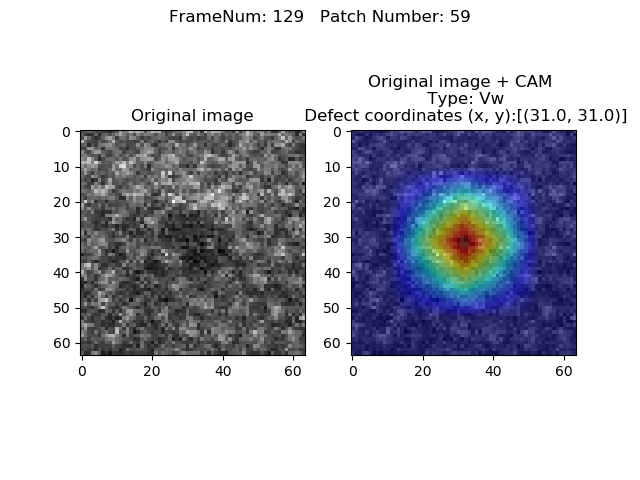 FrameNum: 129   Patch Number: 59
Original image
0
10
20
30
40
50
60
0 20 40 60
Original image + CAM
Type: Vw
Defect coordinates (x, y):[(31.0, 31.0)]
0
10
20
30
40
50
60
0 20 40 60